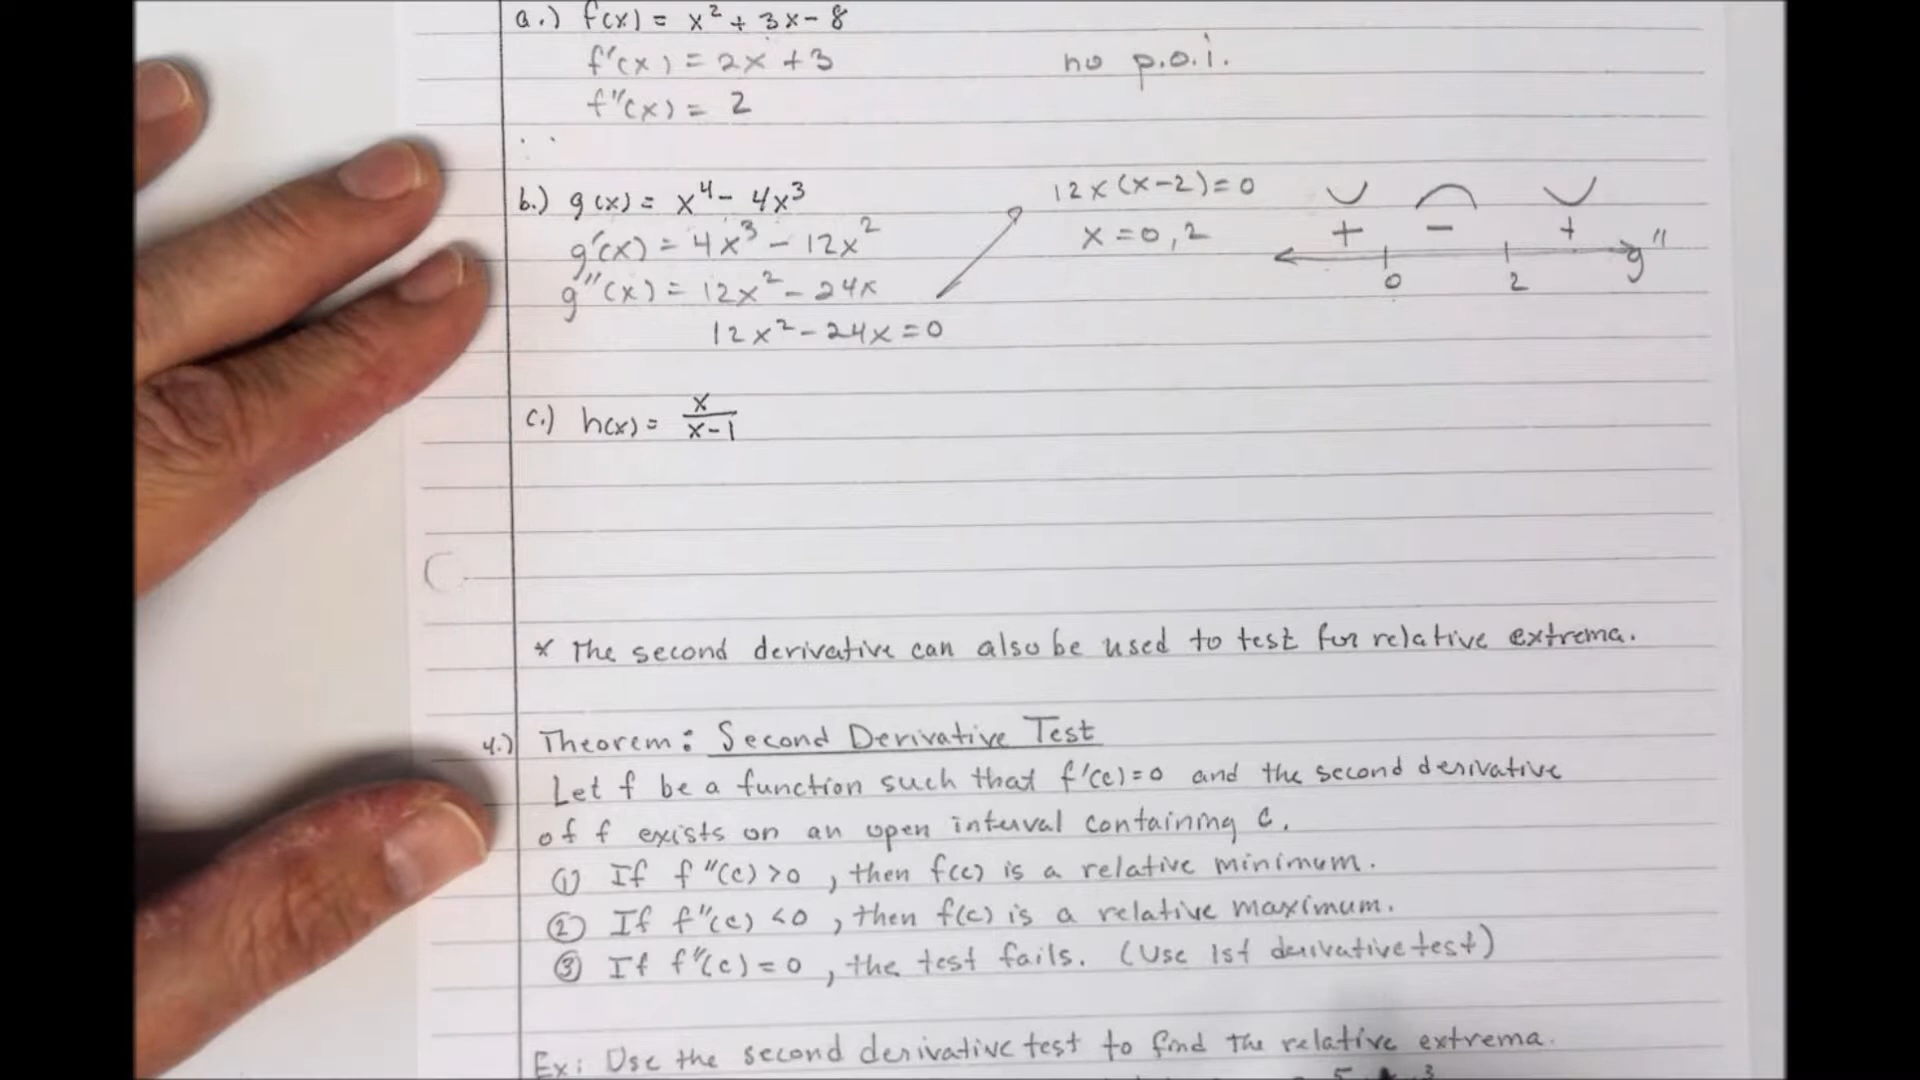 a.) f(x) = x² + 3x - 8
f'(x) = 2x + 3
no p.o.i.
f''(x) = 2
b.) g(x) = x⁴ - 4x³
g'(x) = 4x³ - 12x²
g''(x) = 12x² - 24x
12x² - 24x = 0
12x(x-2) = 0
x = 0, 2
+ - +
0 2 g''
c.) h(x) = x/(x-1)
* The second derivative can also be used to test for relative extrema.
4.) Theorem: Second Derivative Test
Let f be a function such that f'(c)=0 and the second derivative
of f exists on an open interval containing c.
① If f''(c) >0, then f(c) is a relative minimum.
② If f''(c) <0, then f(c) is a relative maximum.
③ If f''(c) = 0, the test fails. (Use 1st derivative test)
Ex: Use the second derivative test to find the relative extrema.